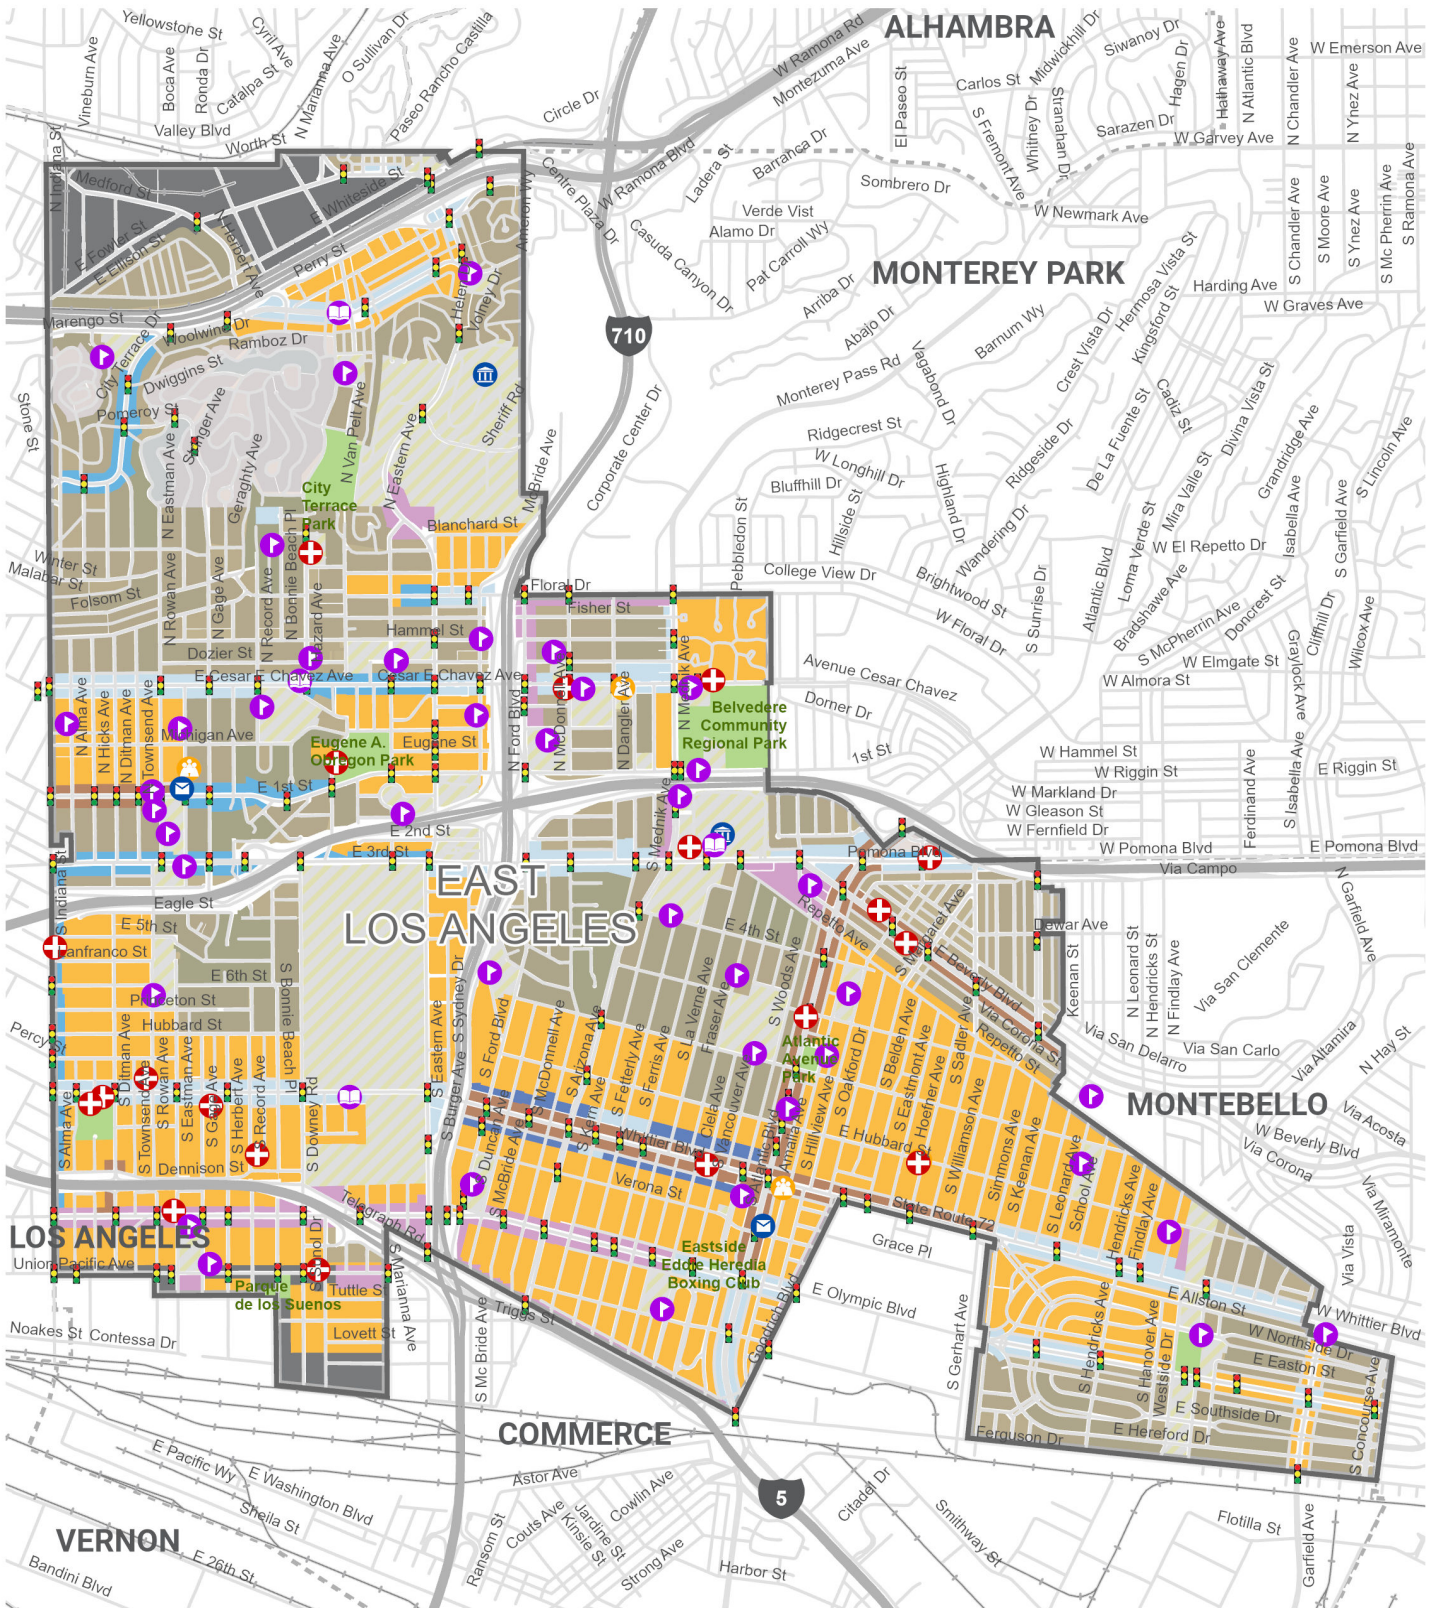 ALHAMBRA
Yellowstone St
Cyril Ave
O Sullivan Dr
Paseo Rancho Castilla
W Ramona Rd
Montezuma Ave
Midwickhill Dr
Siwanoy Dr
Hagen Dr
Hathaway Ave
N Atlantic Blvd
N Chandler Ave
W Emerson Ave
N Ynez Ave
Vineburn Ave
Boca Ave
Ronda Dr
Catalpa St
N Marianna Ave
Valley Blvd
Worth St
Circle Dr
El Paseo St
Carlos St
S Fremont Ave
Whitney Dr
Stranahan Dr
Sarazen Dr
W Garvey Ave
N Indiana St
Medford St
E Whiteside St
Centre Plaza Dr
W Ramona Blvd
Ladera St
Barranca Dr
Sombrero Dr
W Newmark Ave
S Chandler Ave
S Moore Ave
S Ynez Ave
S Mc Pherrin Ave
S Ramona Ave
Verde Vist
Alamo Dr
Casuda Canyon Dr
Pat Carroll Wy
E Fowler St
E Ellison St
N Herbert Ave
Perry St
Volney Dr
MONTEREY PARK
Arriba Dr
Abajo Dr
Barnum Wy
Crest Vista Dr
Hermosa Vista St
Kingsford St
Harding Ave
W Graves Ave
710
Marengo St
Woolwine Dr
Ramboz Dr
City Terrace Dr
Dwiggins St
Pomeroy St
Stone St
Sheriff Rd
Corporate Center Dr
Monterey Pass Rd
Vagabond Dr
Cadiz St
Divina Vista St
Grandridge Ave
S Lincoln Ave
N Van Pelt Ave
N Eastern Ave
McBride Ave
Ridgecrest St
W Longhill Dr
Bluffhill Dr
Hillside St
Highland Dr
Ridgeside Dr
De La Fuente St
Mira Valle St
Loma Verde St
Isabella Ave
S Garfield Ave
N Eastman Ave
Geraghty Ave
City
Terrace
Park
Blanchard St
Pebbledon St
Wandering Dr
W El Repetto Dr
Atlantic Blvd
Bradshawe Ave
Winter St
Malabar St
Folsom St
N Rowan Ave
N Gage Ave
N Record Ave
N Bonnie Beach Pl
Floral Dr
Fisher St
College View Dr
Brightwood St
W Floral Dr
S Sunrise Dr
S McPherrin Ave
Doncrest St
Cliffhill Dr
Wilcox Ave
Graylock Ave
W Elmgate St
W Almora St
Hammel St
Dozier St
E Cesar E Chavez Ave
Cesar E Chavez Ave
Avenue Cesar Chavez
Dorner Dr
N Alma Ave
N Hicks Ave
N Ditman Ave
N Townsend Ave
Michigan Ave
Eugene A.
Obregon Park
Eugene St
N Ford Blvd
N McDonnell Ave
N Dangler Ave
N Mednik Ave
Belvedere
Community
Regional Park
1st St
W Hammel St
W Riggin St
E Riggin St
W Markland Dr
W Gleason St
W Fernfield Dr
Ferdinand Ave
S Isabella Ave
E 1st St
E 2nd St
E 3rd St
S Mednik Ave
Pomona Blvd
W Pomona Blvd
E Pomona Blvd
Via Campo
S Indiana St
EAST
LOS ANGELES
Eagle St
E 5th St
E 6th St
Princeton St
Hubbard St
Percy St
S Bonnie Beach Pl
S Sydney Dr
E 4th St
Repetto Ave
S Woods Ave
S Margaret Ave
E Beverly Blvd
Dewar Ave
Keenan St
N Leonard St
N Hendricks St
N Findlay Ave
Via San Clemente
N Garfield Ave
Via Corona St
Repetto St
Via San Delarro
Via San Carlo
Via Altamira
N Hay St
S La Verne Ave
Fraser Ave
Atlantic
Avenue
Park
S Oakford Dr
S Belden Ave
S Eastmont Ave
S Hoefner Ave
S Sadler Ave
MONTEBELLO
Via Acosta
W Beverly Blvd
Via Corona
Via Miramonte
S Alma Ave
S Ditman Ave
S Townsend Ave
S Rowan Ave
S Eastman Ave
S Gage Ave
S Herbert Ave
S Record Ave
S Downey Rd
S Eastern Ave
S Burger Ave
S Ford Blvd
S McDonnell Ave
S Arizona Ave
S Kern Ave
S Fetterly Ave
S Ferris Ave
Clela Ave
S Vancouver Ave
S Atlantic Blvd
Amalia Ave
S Hillview Ave
E Hubbard St
S Williamson Ave
Simmons Ave
S Keenan Ave
S Leonard Ave
School Ave
Hendricks Ave
Findlay Ave
Dennison St
S Duncan Ave
S McBride Ave
Whittier Blvd
Verona St
State Route 72
Telegraph Rd
LOS ANGELES
Union Pacific Ave
Parque
de los Suenos
Tuttle St
Lovett St
S Marianna Ave
Noakes St
Contessa Dr
Eastside
Eddie Heredia
Boxing Club
Grace Pl
E Olympic Blvd
Goodrich Blvd
S Gerhart Ave
Triggs St
S Mc Bride Ave
Via Vista
W Whittier Blvd
E Allston St
W Northside Dr
E Easton St
S Hendricks Ave
S Hanover Ave
Westside Dr
E Southside Dr
E Hereford Dr
Ferguson Dr
S Concourse Ave
COMMERCE
5
Astor Ave
Couts Ave
Jardine St
Kinsie St
Cowlin Ave
Strong Ave
Ransom St
Harbor St
Citadel Dr
Smithway St
Flotilla St
Garfield Ave
VERNON
E Pacific Wy
E Washington Blvd
Sheila St
E 26th St
Bandini Blvd